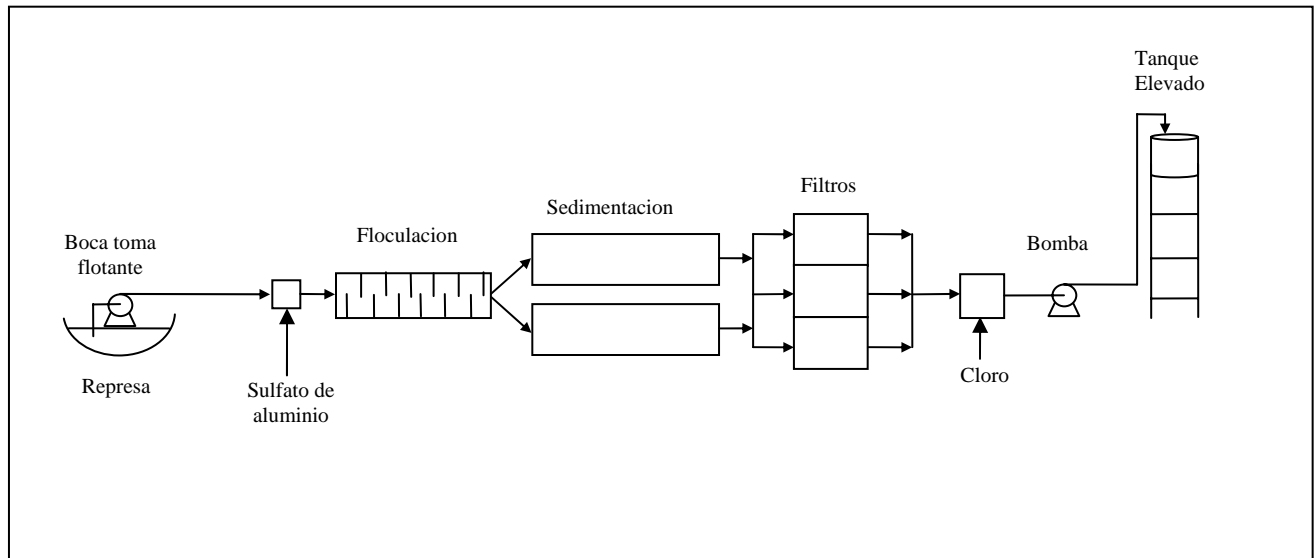 Tanque
Elevado
Filtros
Sedimentacion
Floculacion
Boca toma
flotante
Bomba
Represa
Sulfato de
aluminio
Cloro